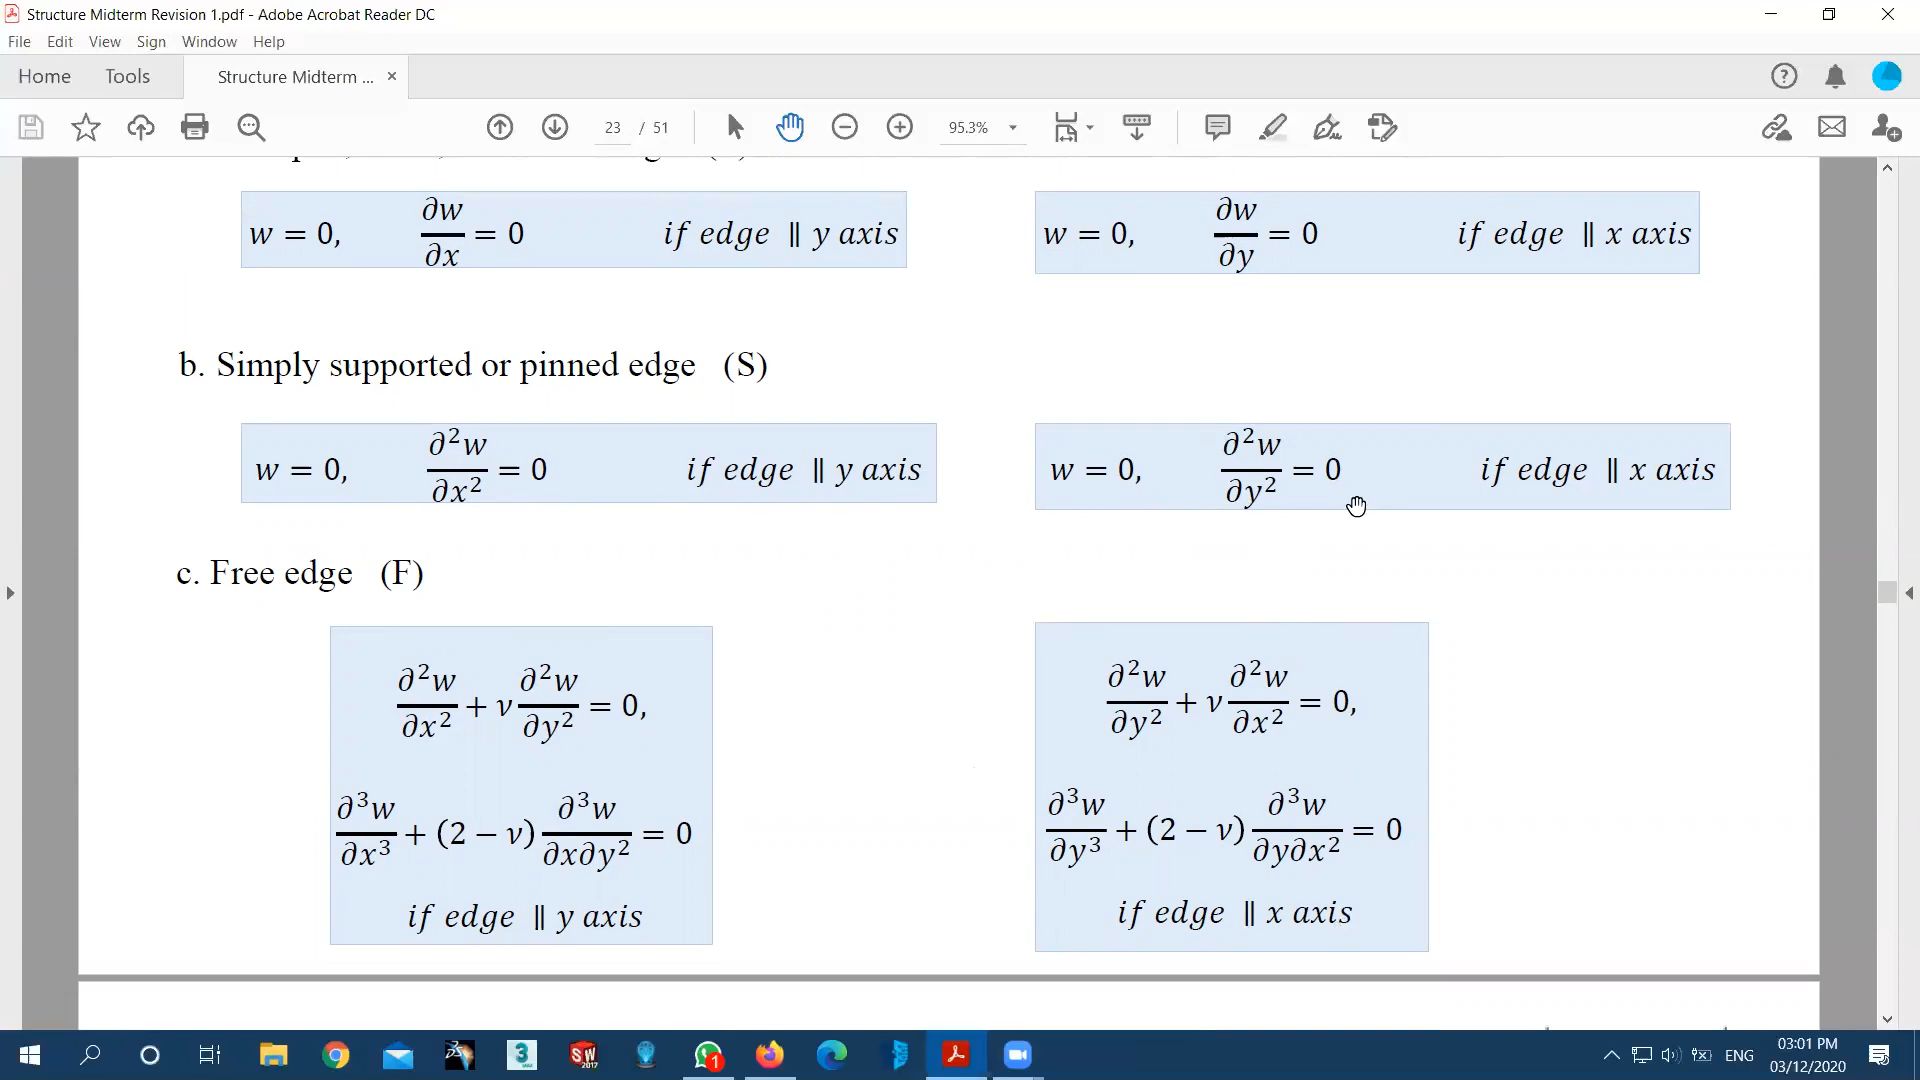 Structure Midterm Revision 1.pdf - Adobe Acrobat Reader DC
File Edit View Sign Window Help
Home Tools Structure Midterm ... ×
23 / 51 95.3%
w = 0, ∂w/∂x = 0 if edge ∥ y axis
w = 0, ∂w/∂y = 0 if edge ∥ x axis
b. Simply supported or pinned edge (S)
w = 0, ∂²w/∂x² = 0 if edge ∥ y axis
w = 0, ∂²w/∂y² = 0 if edge ∥ x axis
c. Free edge (F)
∂²w/∂x² + ν ∂²w/∂y² = 0,
∂³w/∂x³ + (2 − ν) ∂³w/∂x∂y² = 0
if edge ∥ y axis
∂²w/∂y² + ν ∂²w/∂x² = 0,
∂³w/∂y³ + (2 − ν) ∂³w/∂y∂x² = 0
if edge ∥ x axis
3
SW
2017
1
ENG
03:01 PM
03/12/2020